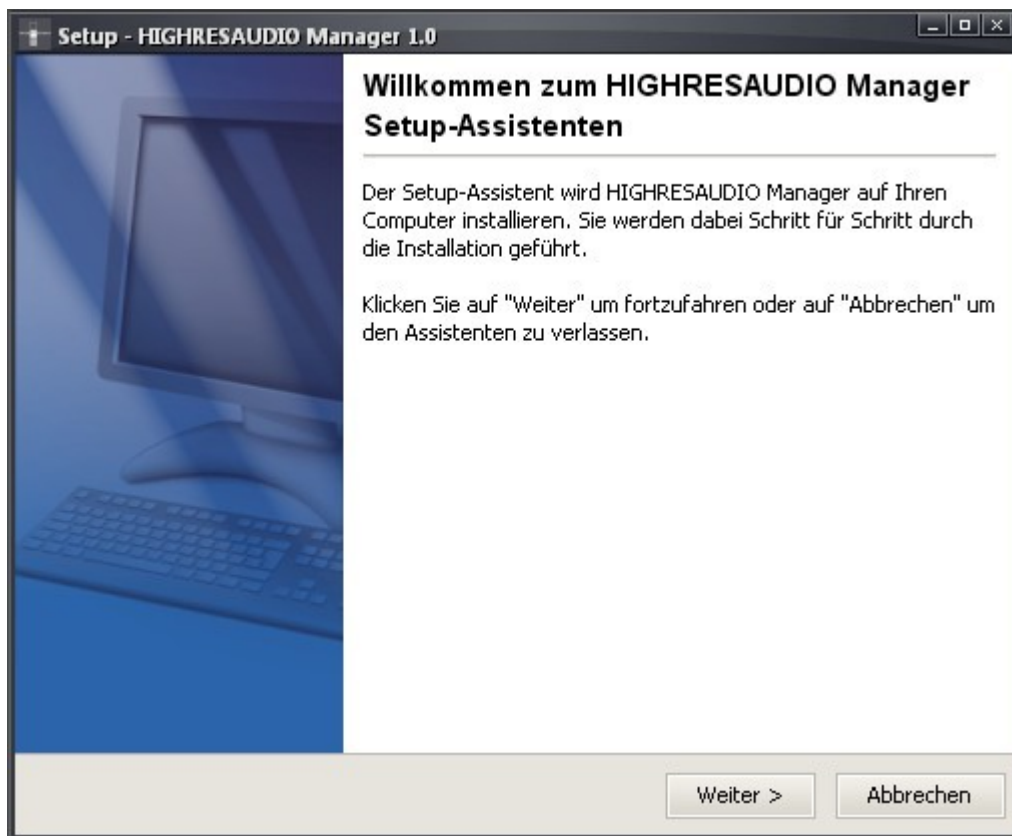 Setup - HIGHRESAUDIO Manager 1.0
Willkommen zum HIGHRESAUDIO Manager
Setup-Assistenten
Der Setup-Assistent wird HIGHRESAUDIO Manager auf Ihren
Computer installieren. Sie werden dabei Schritt für Schritt durch
die Installation geführt.
Klicken Sie auf "Weiter" um fortzufahren oder auf "Abbrechen" um
den Assistenten zu verlassen.
Weiter >
Abbrechen